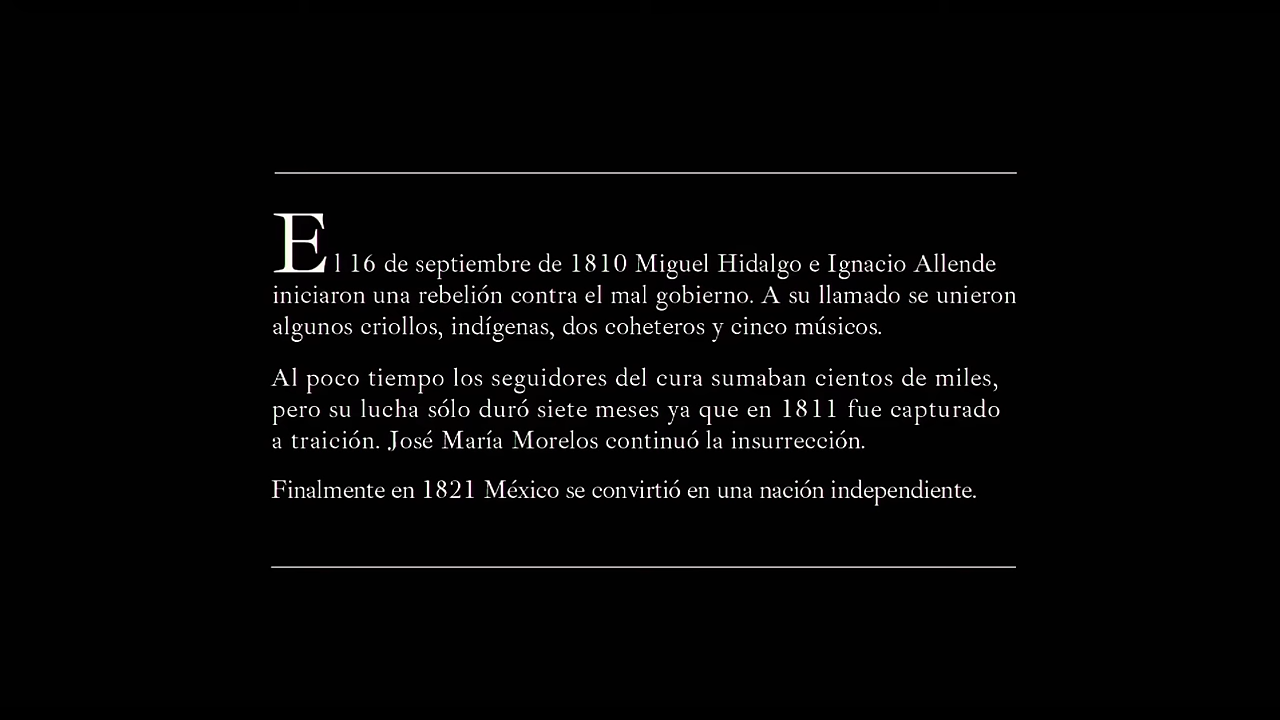 El 16 de septiembre de 1810 Miguel Hidalgo e Ignacio Allende
iniciaron una rebelión contra el mal gobierno. A su llamado se unieron
algunos criollos, indígenas, dos coheteros y cinco músicos.
Al poco tiempo los seguidores del cura sumaban cientos de miles,
pero su lucha sólo duró siete meses ya que en 1811 fue capturado
a traición. José María Morelos continuó la insurrección.
Finalmente en 1821 México se convirtió en una nación independiente.